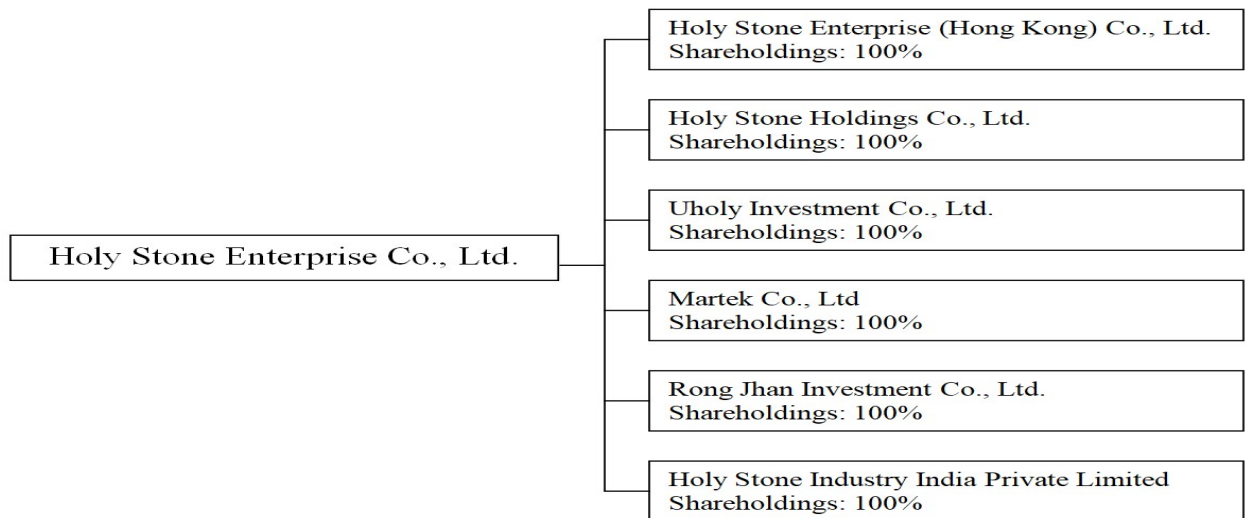 Holy Stone Enterprise Co., Ltd.
Holy Stone Enterprise (Hong Kong) Co., Ltd.
Shareholdings: 100%
Holy Stone Holdings Co., Ltd.
Shareholdings: 100%
Uholy Investment Co., Ltd.
Shareholdings: 100%
Martek Co., Ltd
Shareholdings: 100%
Rong Jhan Investment Co., Ltd.
Shareholdings: 100%
Holy Stone Industry India Private Limited
Shareholdings: 100%